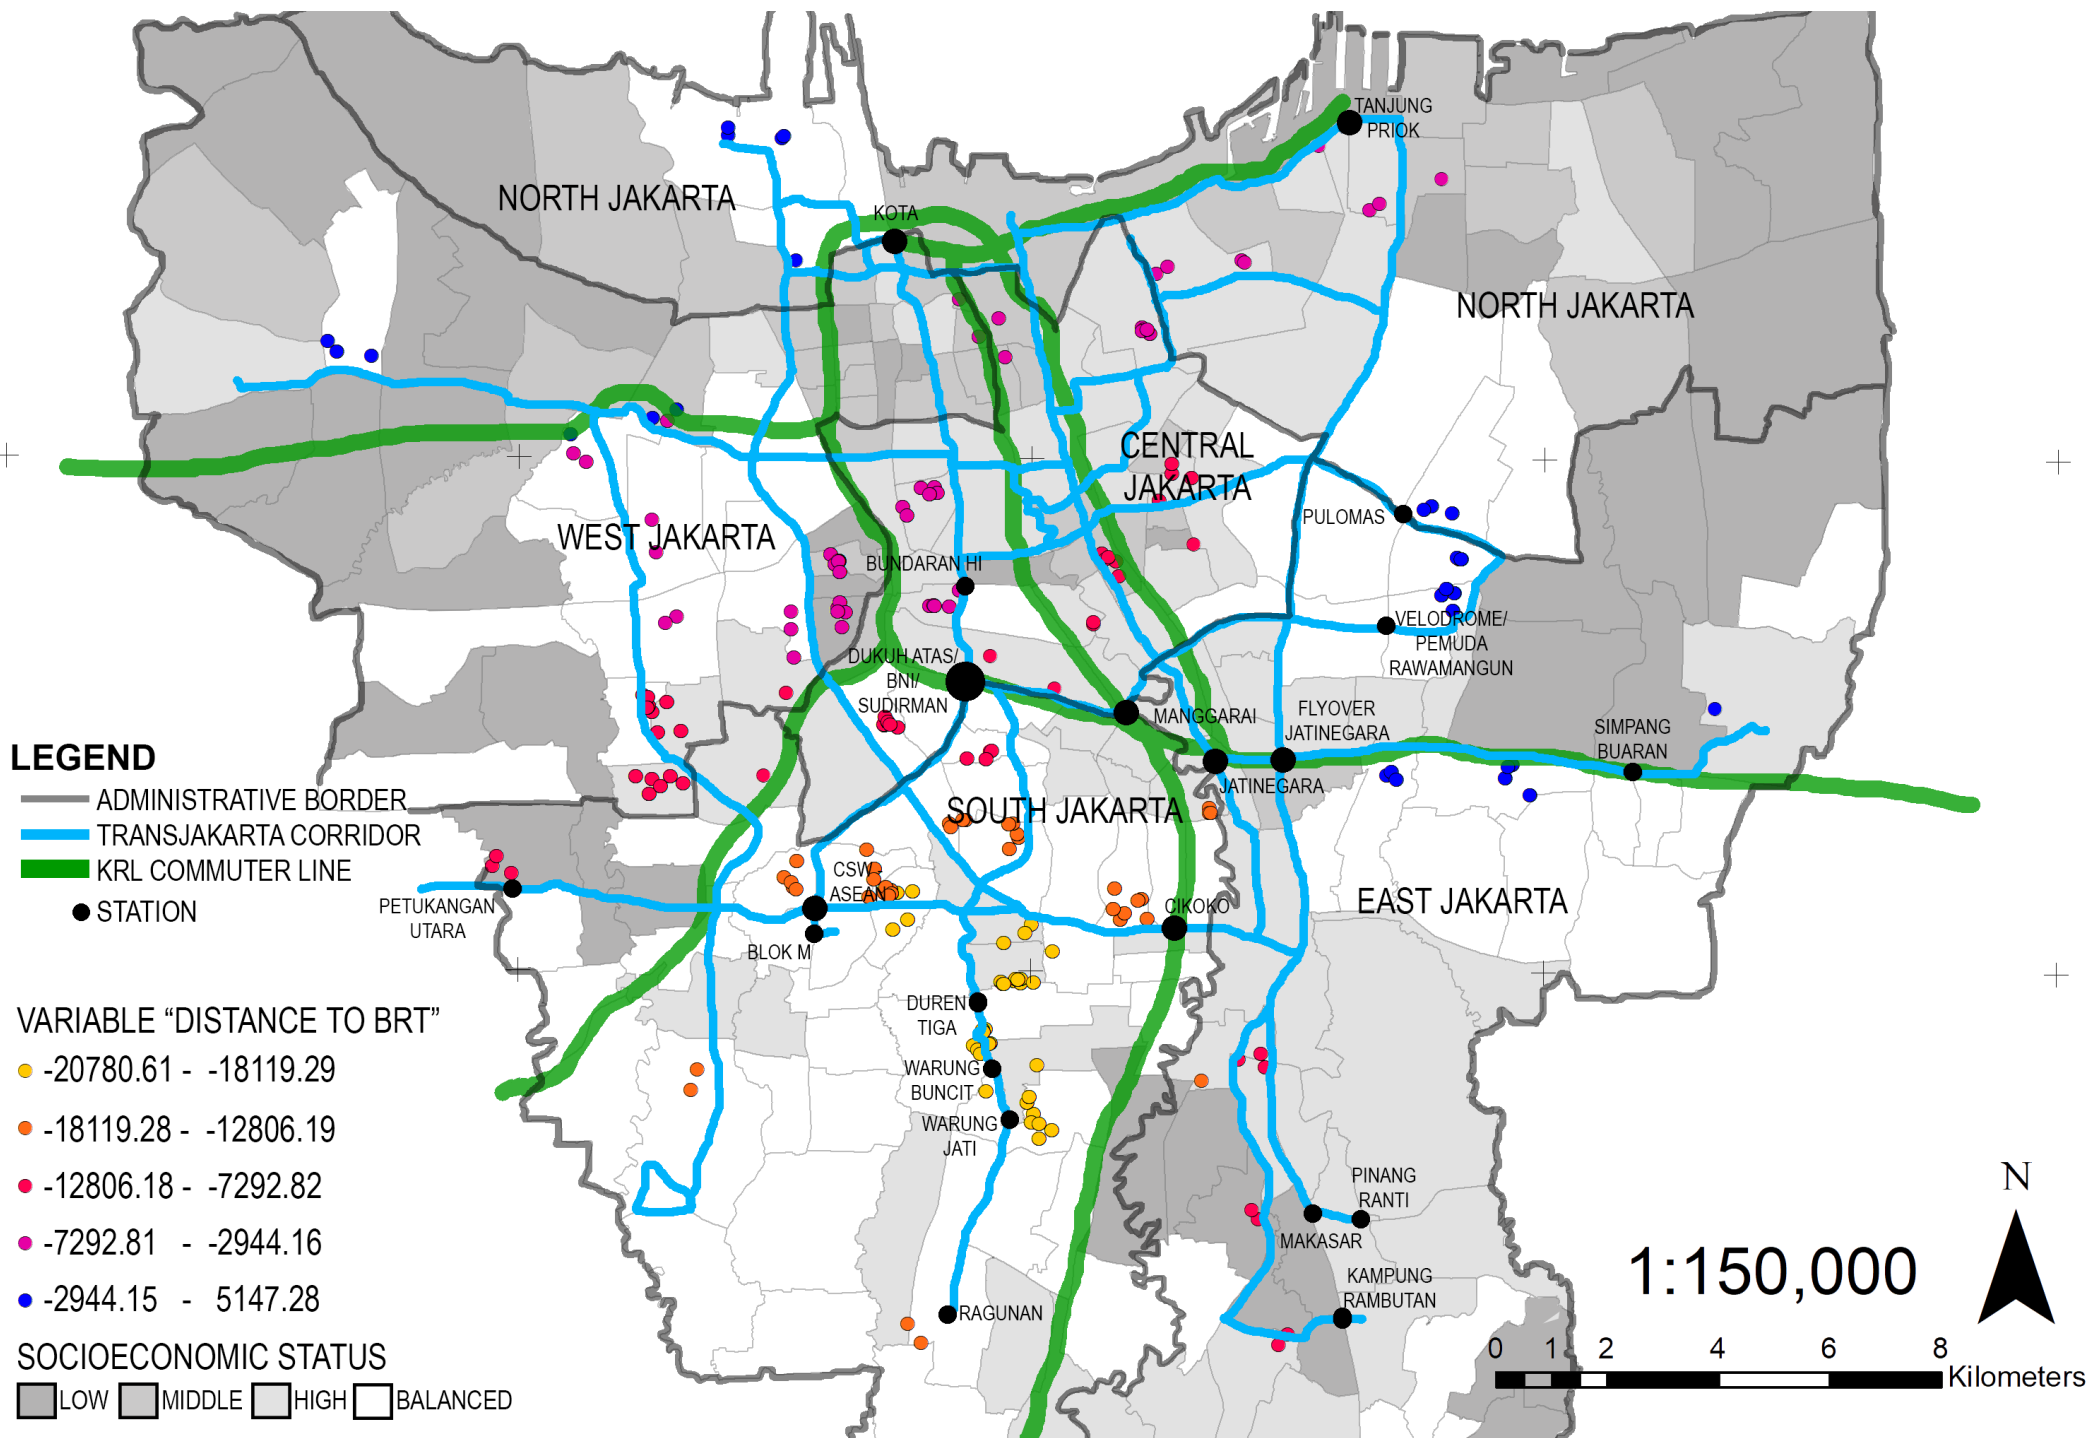 TANJUNG
PRIOK
NORTH JAKARTA
KOTA
NORTH JAKARTA
CENTRAL
JAKARTA
PULOMAS
WEST JAKARTA
BUNDARAN HI
VELODROME/
PEMUDA
RAWAMANGUN
DUKUH ATAS/
BNI/
SUDIRMAN
MANGGARAI
FLYOVER
JATINEGARA
SIMPANG
BUARAN
JATINEGARA
SOUTH JAKARTA
CSW
ASEAN
PETUKANGAN
UTARA
CIKOKO
EAST JAKARTA
BLOK M
DUREN
TIGA
WARUNG
BUNCIT
WARUNG
JATI
PINANG
RANTI
MAKASAR
KAMPUNG
RAMBUTAN
RAGUNAN
LEGEND
ADMINISTRATIVE BORDER
TRANSJAKARTA CORRIDOR
KRL COMMUTER LINE
STATION
VARIABLE “DISTANCE TO BRT”
-20780.61 - -18119.29
-18119.28 - -12806.19
-12806.18 - -7292.82
-7292.81 - -2944.16
-2944.15 - 5147.28
SOCIOECONOMIC STATUS
LOW MIDDLE HIGH BALANCED
N
1:150,000
0 1 2 4 6 8
Kilometers